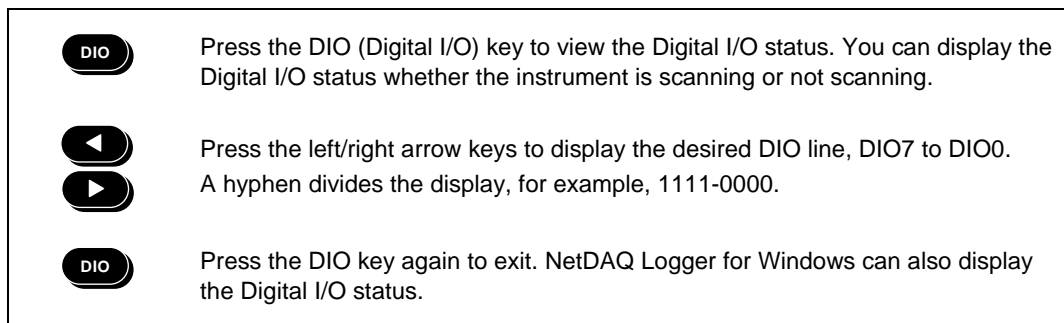 DIO
Press the DIO (Digital I/O) key to view the Digital I/O status. You can display the
Digital I/O status whether the instrument is scanning or not scanning.
Press the left/right arrow keys to display the desired DIO line, DIO7 to DIO0.
A hyphen divides the display, for example, 1111-0000.
DIO
Press the DIO key again to exit. NetDAQ Logger for Windows can also display
the Digital I/O status.